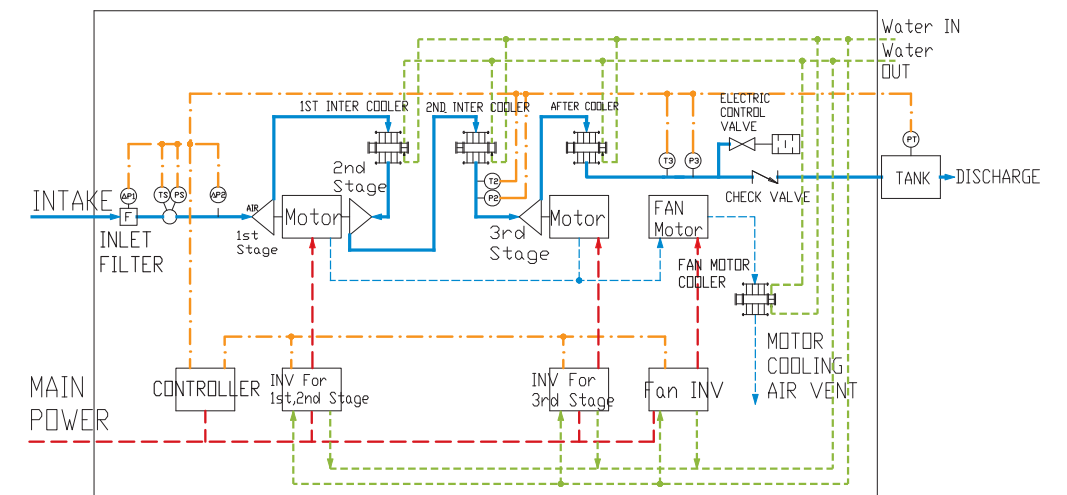 Water IN
Water
OUT
1ST INTER COOLER
2ND INTER COOLER
AFTER COOLER
ELECTRIC
CONTROL
VALVE
PT
T3
P3
2nd
Stage
TANK
DISCHARGE
CHECK VALVE
INTAKE
ΔP1
TS
PS
ΔP2
T2
P2
F
AIR
Motor
Motor
FAN
Motor
INLET
FILTER
1st
Stage
3rd
Stage
FAN MOTOR
COOLER
MOTOR
COOLING
AIR VENT
MAIN
POWER
CONTROLLER
INV For
1st,2nd Stage
INV For
3rd Stage
Fan INV